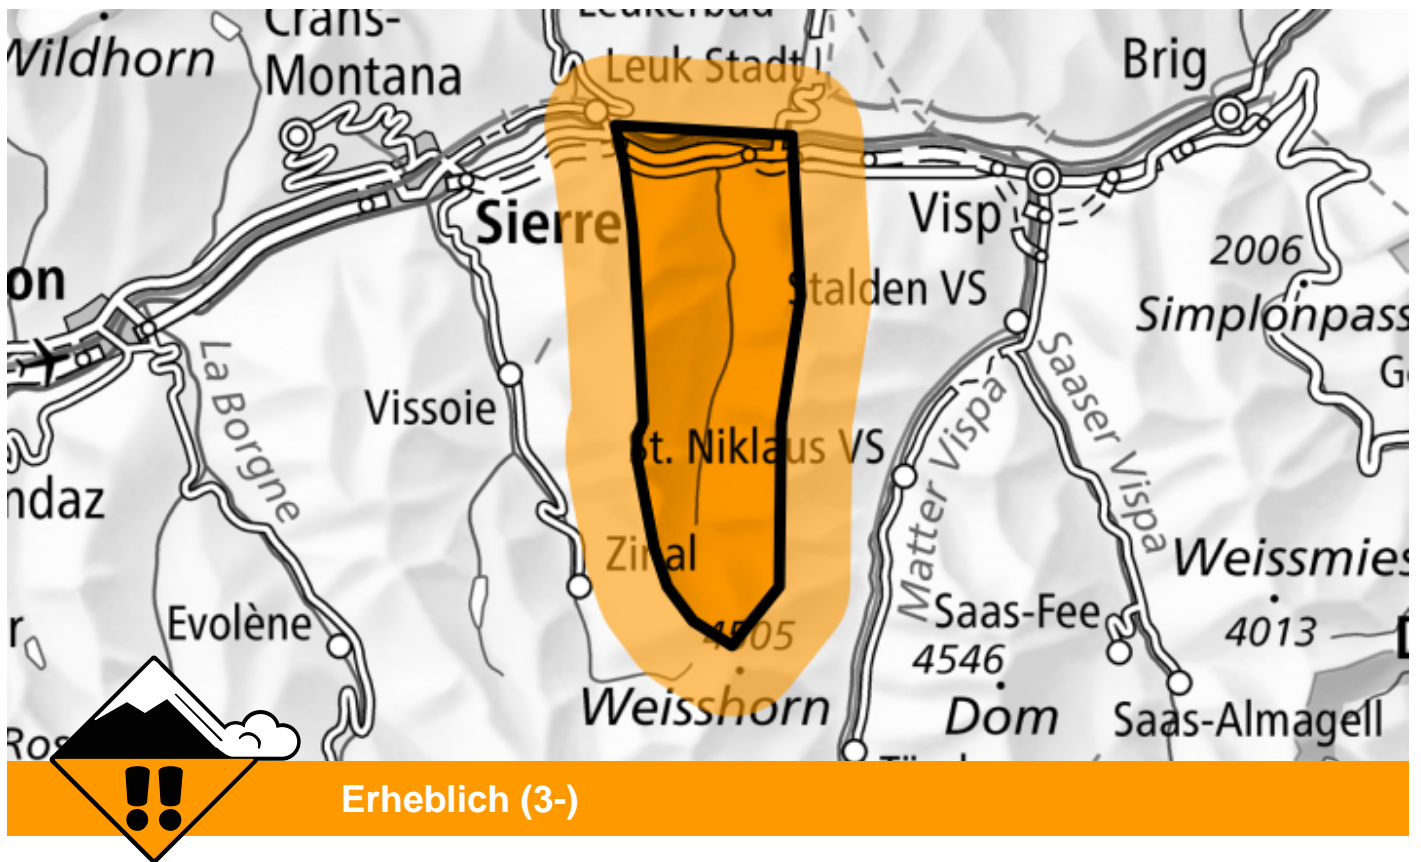 Crans-
Montana
Wildhorn
Leukerbad
Leuk Stadt
Brig
Sierre
Visp
2006
Simplonpass
on
Stalden VS
La Borgne
Vissoie
St. Niklaus VS
Matter Vispa
Saaser Vispa
ndaz
Zinal
Weissmies
4013
Evolène
4505
Weisshorn
Saas-Fee
4546
Dom
Saas-Almagell
Erheblich (3-)